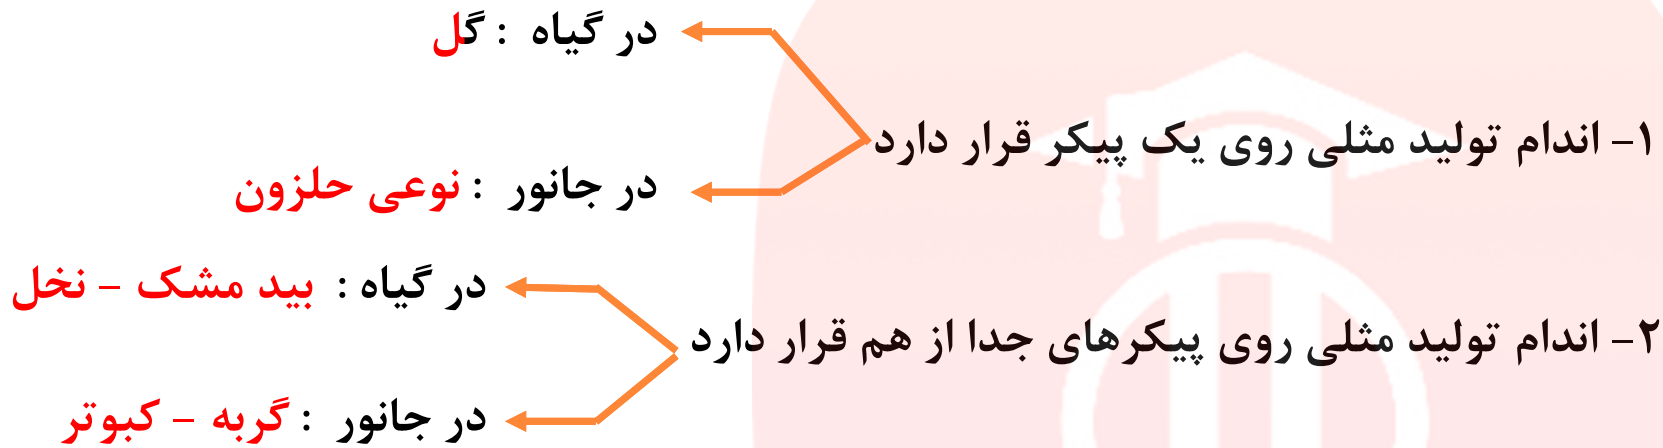 در گیاه : گل
۱- اندام تولید مثلی روی یک پیکر قرار دارد
در جانور : نوعی حلزون
در گیاه : بید مشک - نخل
۲- اندام تولید مثلی روی پیکرهای جدا از هم قرار دارد
در جانور : گربه - کبوتر